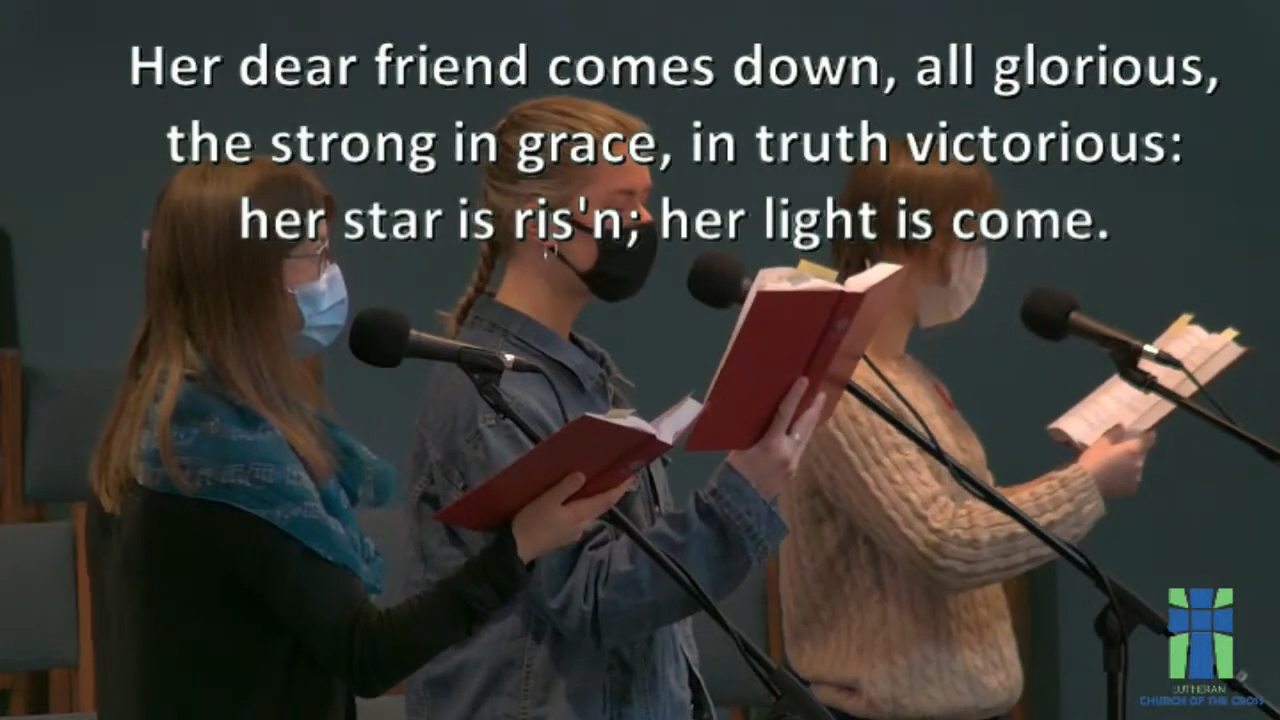 Her dear friend comes down, all glorious,
the strong in grace, in truth victorious:
her star is ris'n; her light is come.
LUTHERAN
CHURCH OF THE CROSS